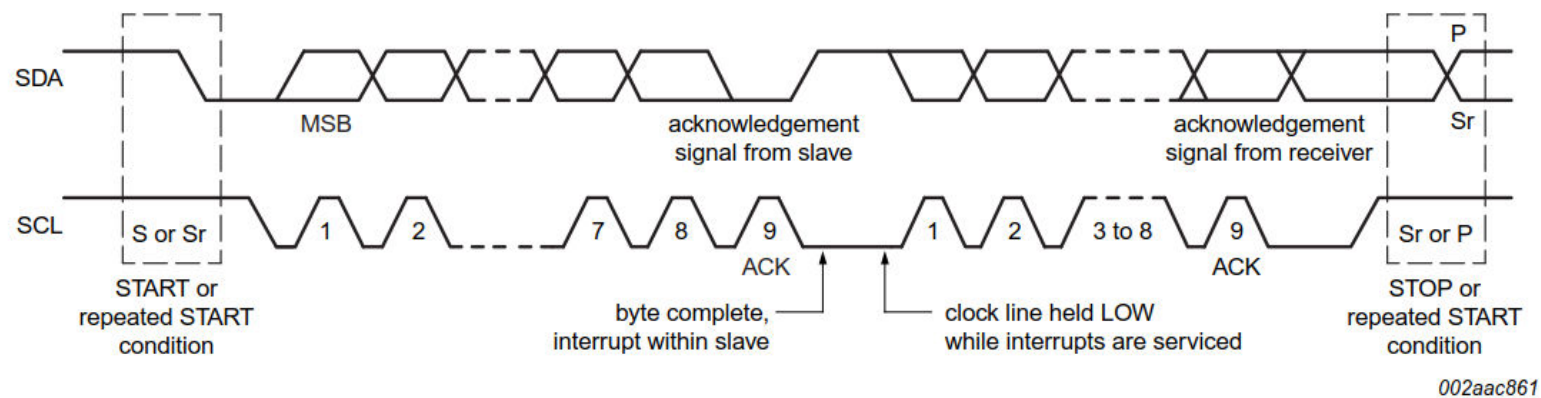 SDA
MSB
acknowledgement
signal from slave
acknowledgement
signal from receiver
P
Sr
SCL
S or Sr
1
2
7
8
9
ACK
1
2
3 to 8
9
ACK
Sr or P
START or
repeated START
condition
byte complete,
interrupt within slave
clock line held LOW
while interrupts are serviced
STOP or
repeated START
condition
002aac861